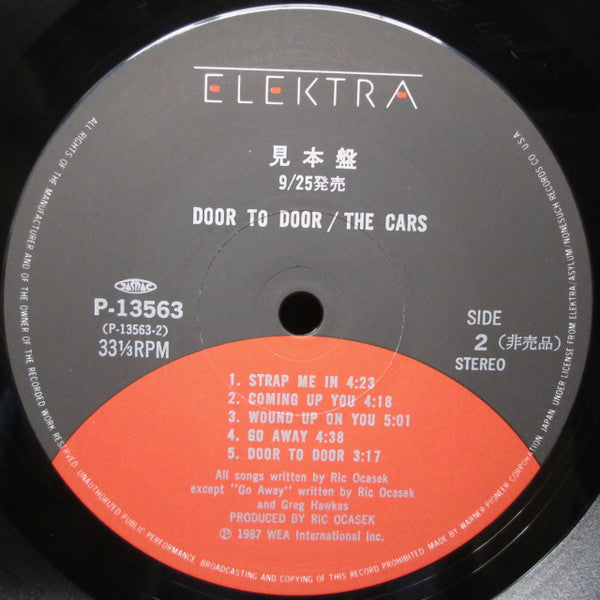 ELEKTRA
見本盤
9/25発売
DOOR TO DOOR / THE CARS
JASRAC
P-13563
(P-13563-2)
33⅓RPM
SIDE
2 (非売品)
STEREO
1. STRAP ME IN 4:23
2. COMING UP YOU 4:18
3. WOUND UP ON YOU 5:01
4. GO AWAY 4:38
5. DOOR TO DOOR 3:17
All songs written by Ric Ocasek
except "Go Away" written by Ric Ocasek
and Greg Hawkes
PRODUCED BY RIC OCASEK
℗ 1987 WEA International Inc.
ALL RIGHTS OF THE MANUFACTURER AND OF THE OWNER OF THE RECORDED WORK RESERVED. UNAUTHORIZED PUBLIC PERFORMANCE, BROADCASTING AND COPYING OF THIS RECORD PROHIBITED. MADE BY WARNER-PIONEER CORPORATION, JAPAN UNDER LICENSE FROM ELEKTRA/ASYLUM/NONESUCH RECORDS CO. USA